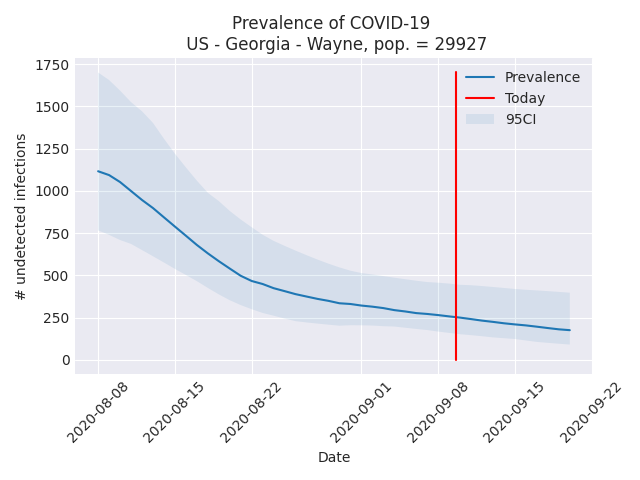 Prevalence of COVID-19
US - Georgia - Wayne, pop. = 29927
Prevalence
Today
95CI
# undetected infections
1750
1500
1250
1000
750
500
250
0
2020-08-08
2020-08-15
2020-08-22
2020-09-01
2020-09-08
2020-09-15
2020-09-22
Date